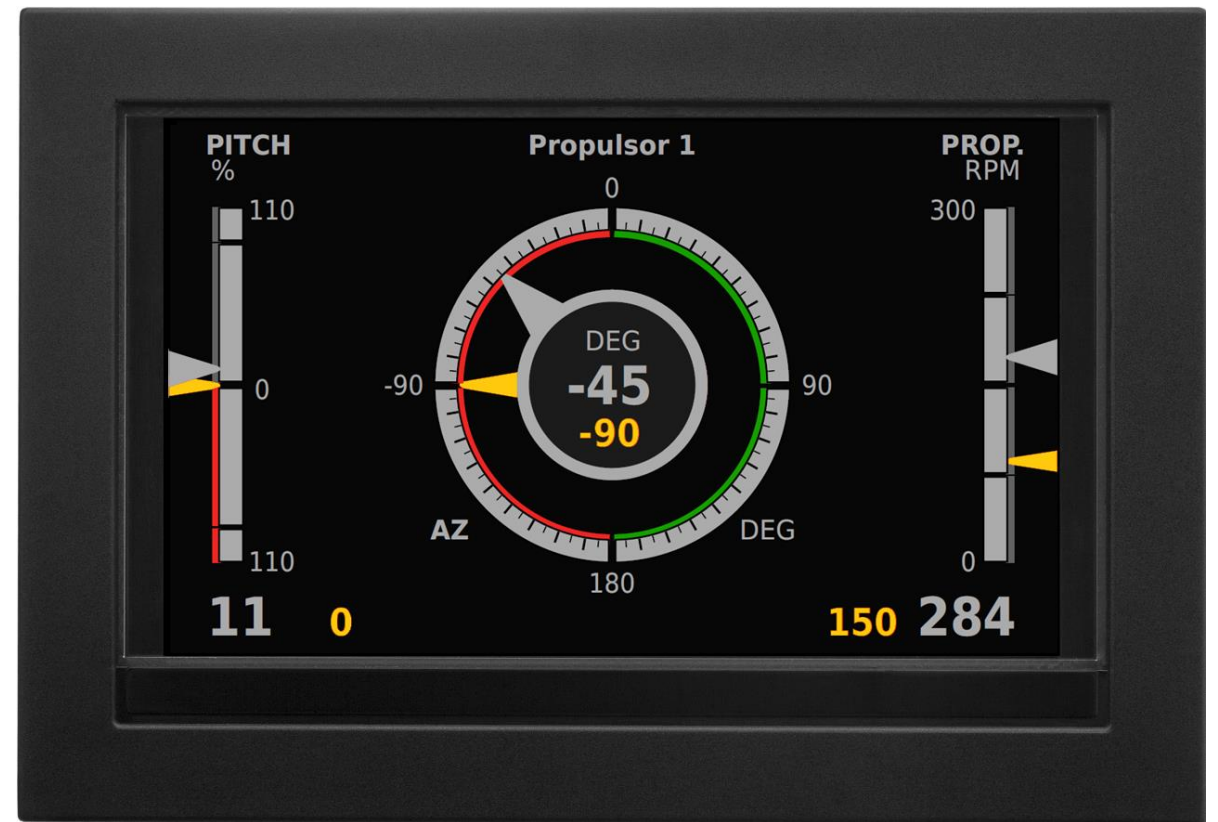 PITCH
%
Propulsor 1
PROP.
RPM
0
110
300
DEG
-90
-45
90
0
-90
AZ
DEG
110
0
180
11
0
150
284